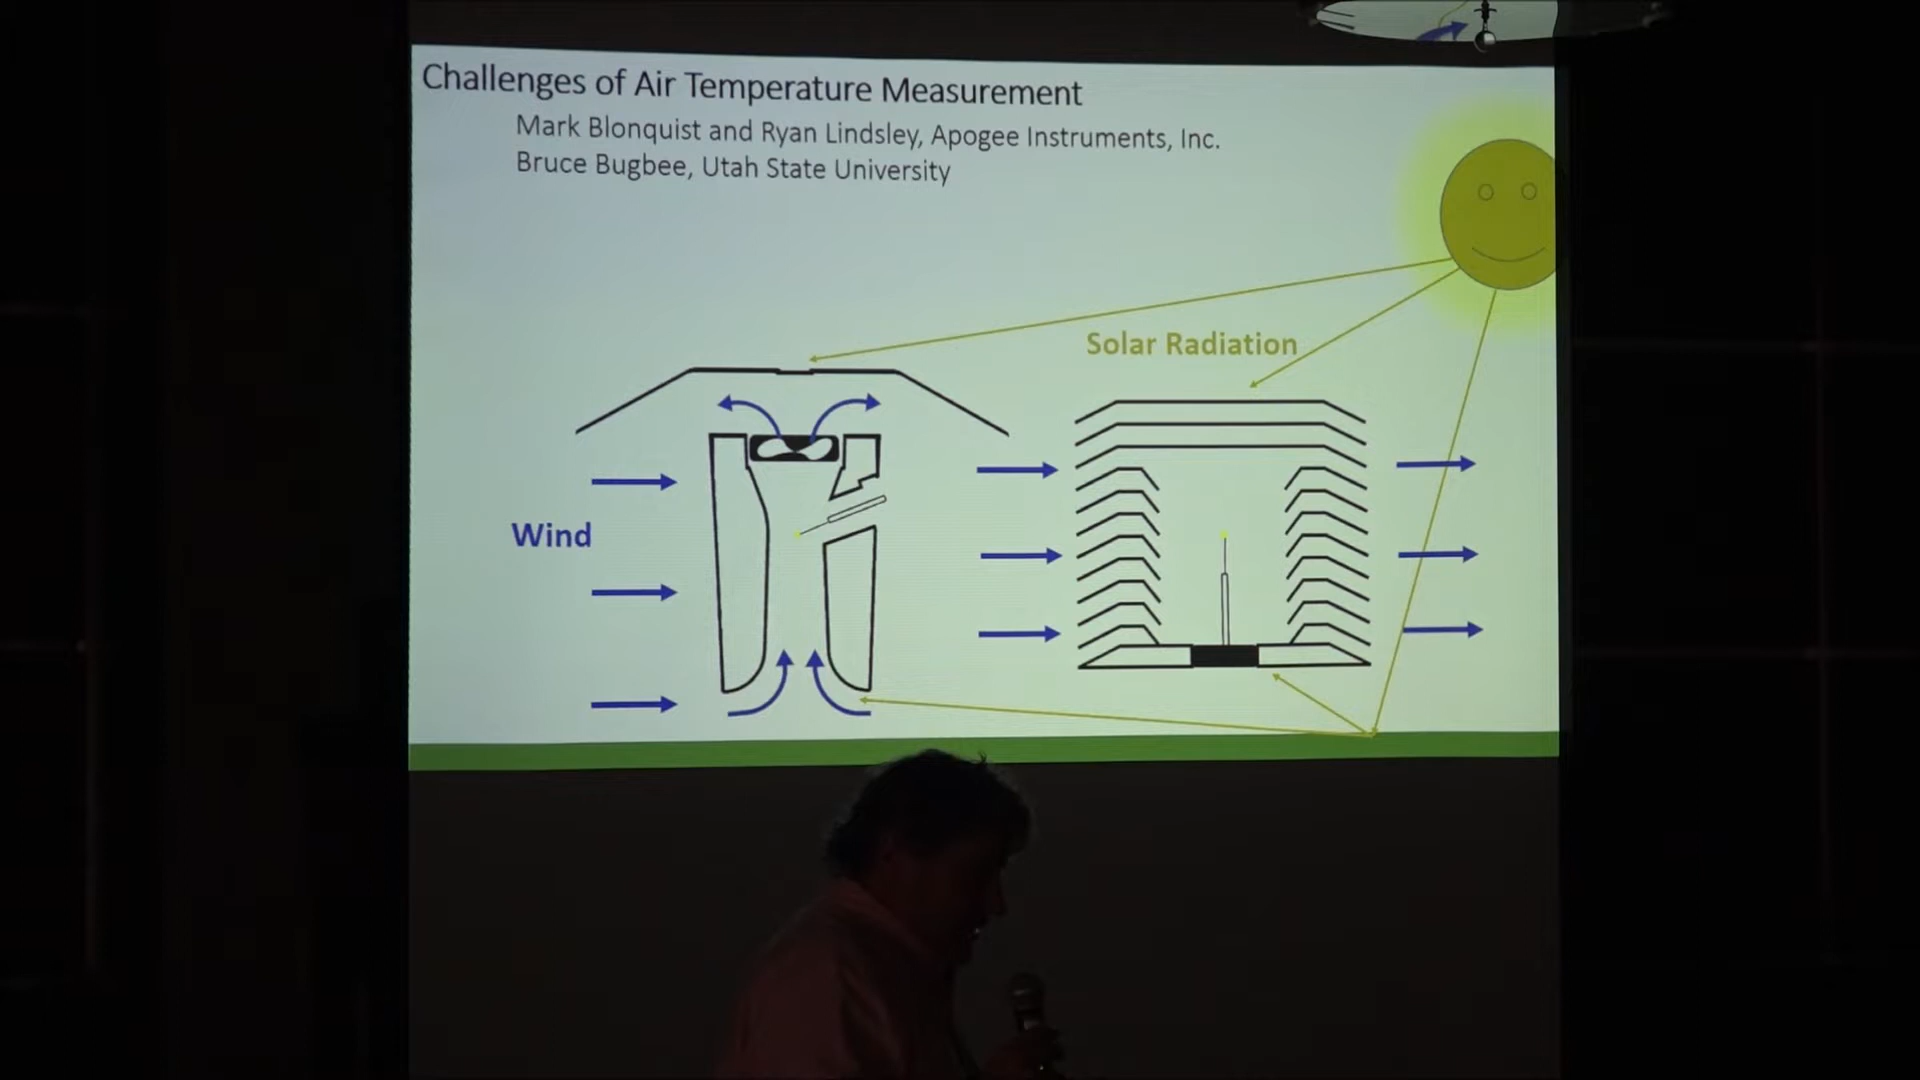 Challenges of Air Temperature Measurement
Mark Blonquist and Ryan Lindsley, Apogee Instruments, Inc.
Bruce Bugbee, Utah State University
Solar Radiation
Wind